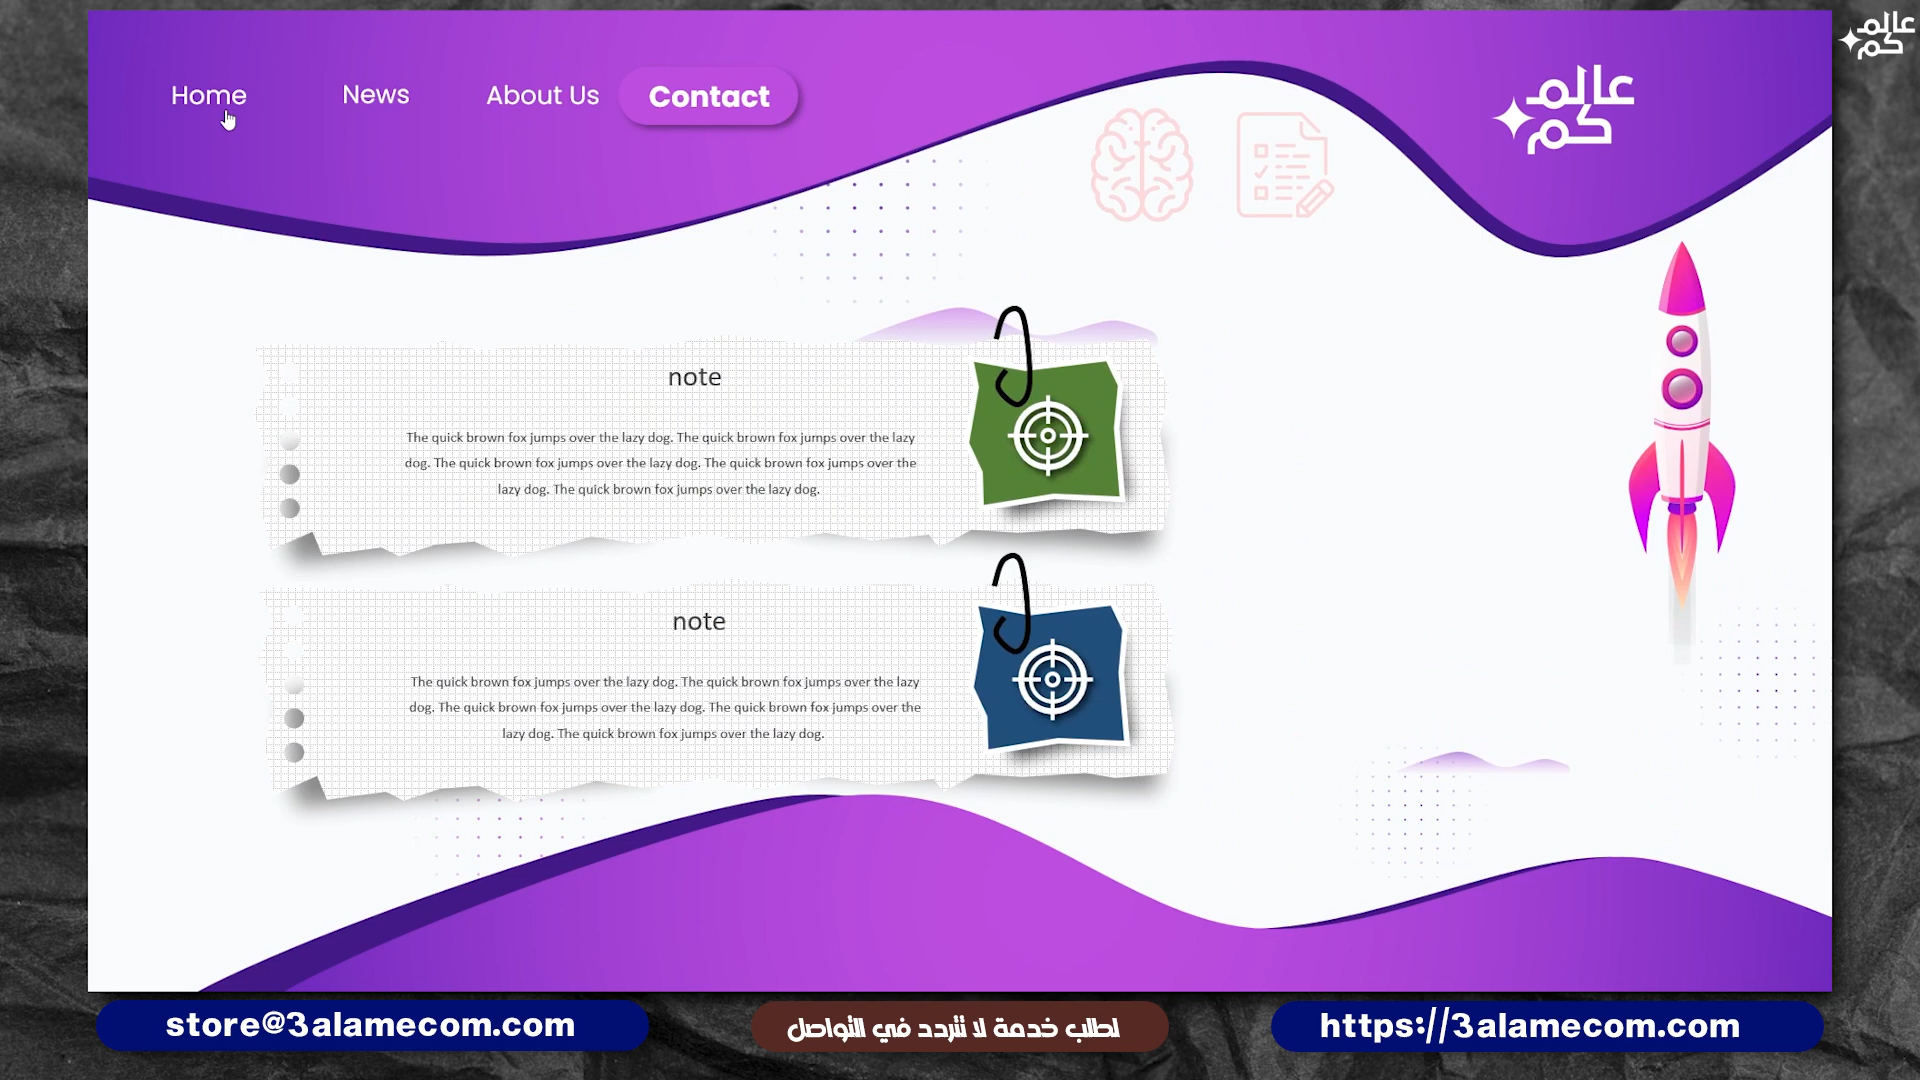 Home
News
About Us
Contact
عالم
كم
عالم
كم
note
The quick brown fox jumps over the lazy dog. The quick brown fox jumps over the lazy
dog. The quick brown fox jumps over the lazy dog. The quick brown fox jumps over the
lazy dog. The quick brown fox jumps over the lazy dog.
note
The quick brown fox jumps over the lazy dog. The quick brown fox jumps over the lazy
dog. The quick brown fox jumps over the lazy dog. The quick brown fox jumps over the
lazy dog. The quick brown fox jumps over the lazy dog.
store@3alamecom.com
لطلب خدمة لا تتردد في التواصل
https://3alamecom.com